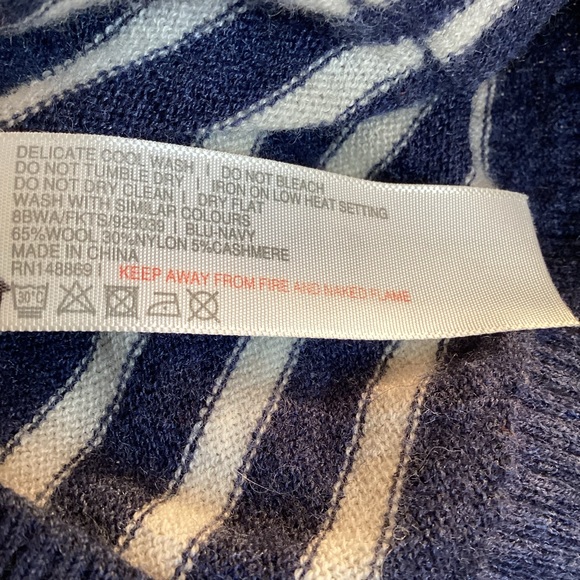 DELICATE COOL WASH | DO NOT BLEACH
DO NOT TUMBLE DRY | IRON ON LOW HEAT SETTING
DO NOT DRY CLEAN | DRY FLAT
WASH WITH SIMILAR COLOURS
8BWA/FKTS/929039 | BLU-NAVY
65%WOOL 30%NYLON 5%CASHMERE
MADE IN CHINA
RN148869 | KEEP AWAY FROM FIRE AND NAKED FLAME
30°C